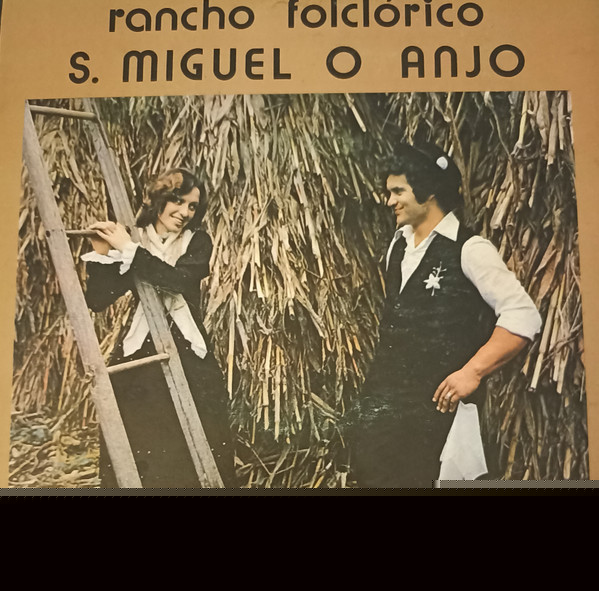 rancho folclórico
S. MIGUEL O ANJO